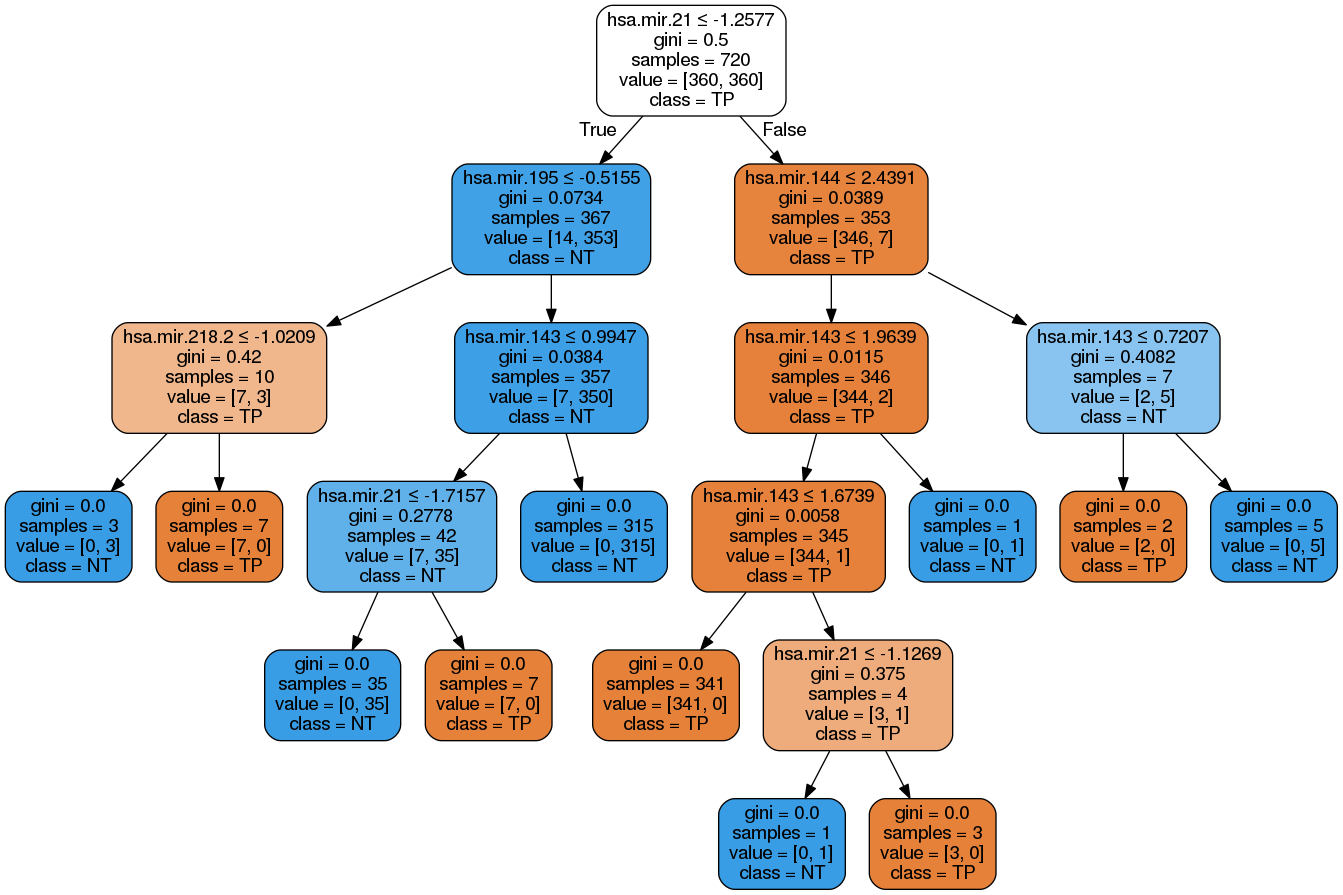 hsa.mir.21 ≤ -1.2577
gini = 0.5
samples = 720
value = [360, 360]
class = TP
True
False
hsa.mir.195 ≤ -0.5155
gini = 0.0734
samples = 367
value = [14, 353]
class = NT
hsa.mir.144 ≤ 2.4391
gini = 0.0389
samples = 353
value = [346, 7]
class = TP
hsa.mir.218.2 ≤ -1.0209
gini = 0.42
samples = 10
value = [7, 3]
class = TP
hsa.mir.143 ≤ 0.9947
gini = 0.0384
samples = 357
value = [7, 350]
class = NT
hsa.mir.143 ≤ 1.9639
gini = 0.0115
samples = 346
value = [344, 2]
class = TP
hsa.mir.143 ≤ 0.7207
gini = 0.4082
samples = 7
value = [2, 5]
class = NT
gini = 0.0
samples = 3
value = [0, 3]
class = NT
gini = 0.0
samples = 7
value = [7, 0]
class = TP
hsa.mir.21 ≤ -1.7157
gini = 0.2778
samples = 42
value = [7, 35]
class = NT
gini = 0.0
samples = 315
value = [0, 315]
class = NT
hsa.mir.143 ≤ 1.6739
gini = 0.0058
samples = 345
value = [344, 1]
class = TP
gini = 0.0
samples = 1
value = [0, 1]
class = NT
gini = 0.0
samples = 2
value = [2, 0]
class = TP
gini = 0.0
samples = 5
value = [0, 5]
class = NT
gini = 0.0
samples = 35
value = [0, 35]
class = NT
gini = 0.0
samples = 7
value = [7, 0]
class = TP
gini = 0.0
samples = 341
value = [341, 0]
class = TP
hsa.mir.21 ≤ -1.1269
gini = 0.375
samples = 4
value = [3, 1]
class = TP
gini = 0.0
samples = 1
value = [0, 1]
class = NT
gini = 0.0
samples = 3
value = [3, 0]
class = TP